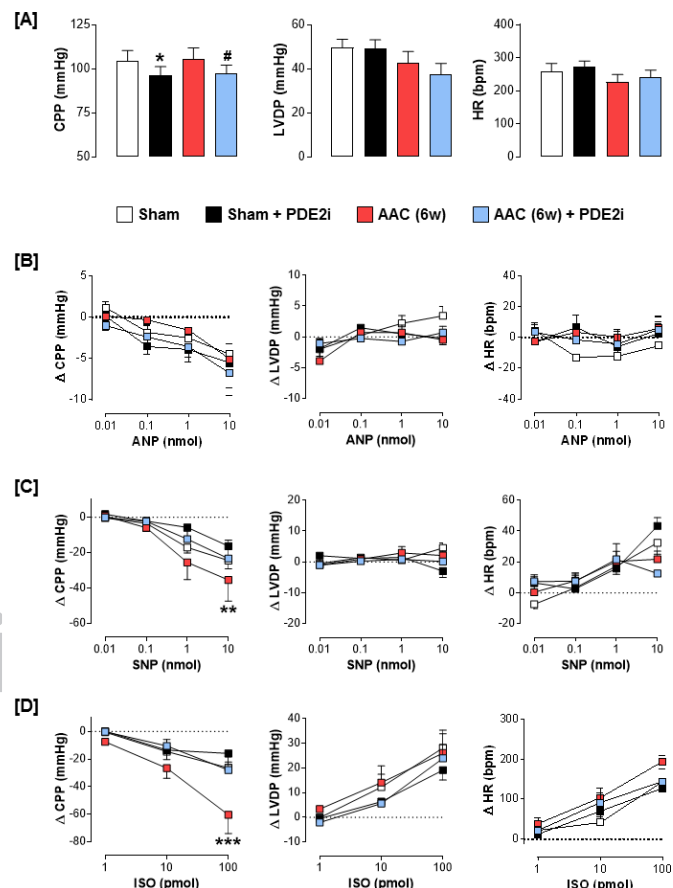 [A]
125
100
75
50
CPP (mmHg)
*
#
60
40
20
0
LVDP (mmHg)
400
300
200
100
0
HR (bpm)
Sham
Sham + PDE2i
AAC (6w)
AAC (6w) + PDE2i
[B]
5
0
-5
-10
Δ CPP (mmHg)
0.01 0.1 1 10
ANP (nmol)
10
5
0
-5
-10
Δ LVDP (mmHg)
0.01 0.1 1 10
ANP (nmol)
40
20
0
-20
-40
Δ HR (bpm)
0.01 0.1 1 10
ANP (nmol)
[C]
0
-20
-40
-60
Δ CPP (mmHg)
**
0.01 0.1 1 10
SNP (nmol)
20
10
0
-10
-20
Δ LVDP (mmHg)
0.01 0.1 1 10
SNP (nmol)
60
40
20
0
-20
Δ HR (bpm)
0.01 0.1 1 10
SNP (nmol)
[D]
0
-20
-40
-60
-80
Δ CPP (mmHg)
***
1 10 100
ISO (pmol)
40
30
20
10
0
-10
Δ LVDP (mmHg)
1 10 100
ISO (pmol)
300
200
100
0
Δ HR (bpm)
1 10 100
ISO (pmol)